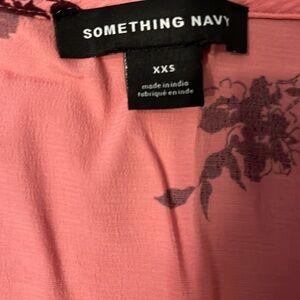 SOMETHING NAVY
XXS
made in india
fabriqué en inde